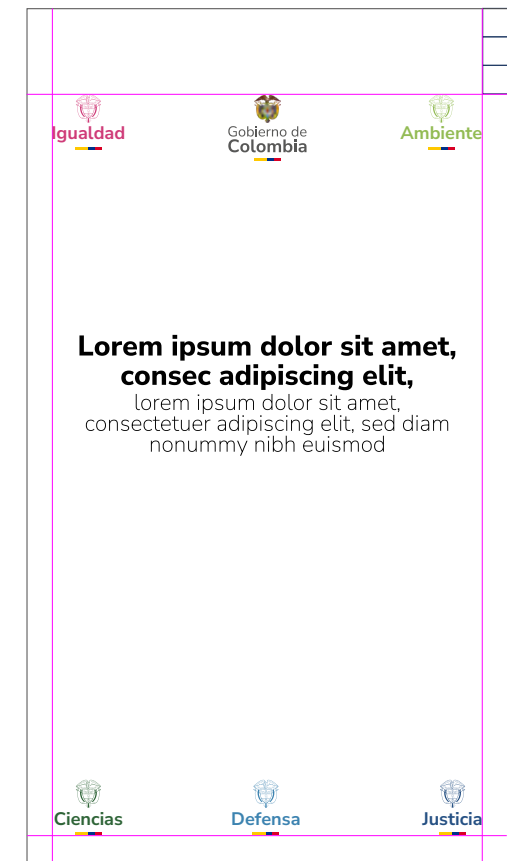 Igualdad
Gobierno de
Colombia
Ambiente
Lorem ipsum dolor sit amet,
consec adipiscing elit,
lorem ipsum dolor sit amet,
consectetuer adipiscing elit, sed diam
nonummy nibh euismod
Ciencias
Defensa
Justicia